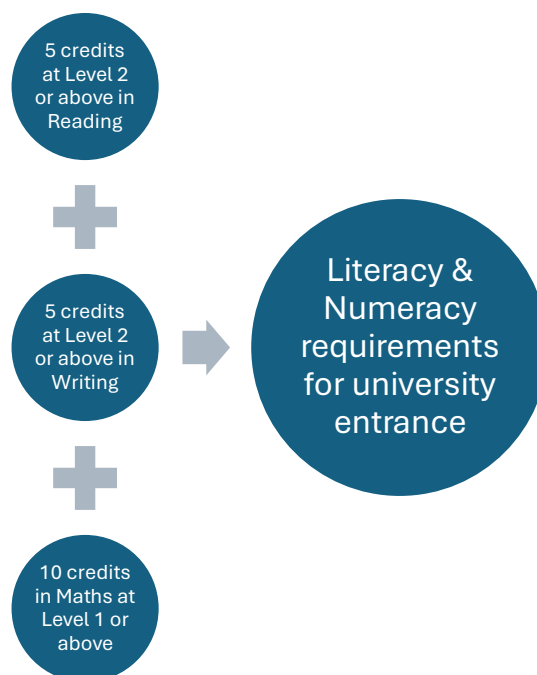 5 credits
at Level 2
or above in
Reading
5 credits
at Level 2
or above in
Writing
10 credits
in Maths at
Level 1 or
above
Literacy &
Numeracy
requirements
for university
entrance